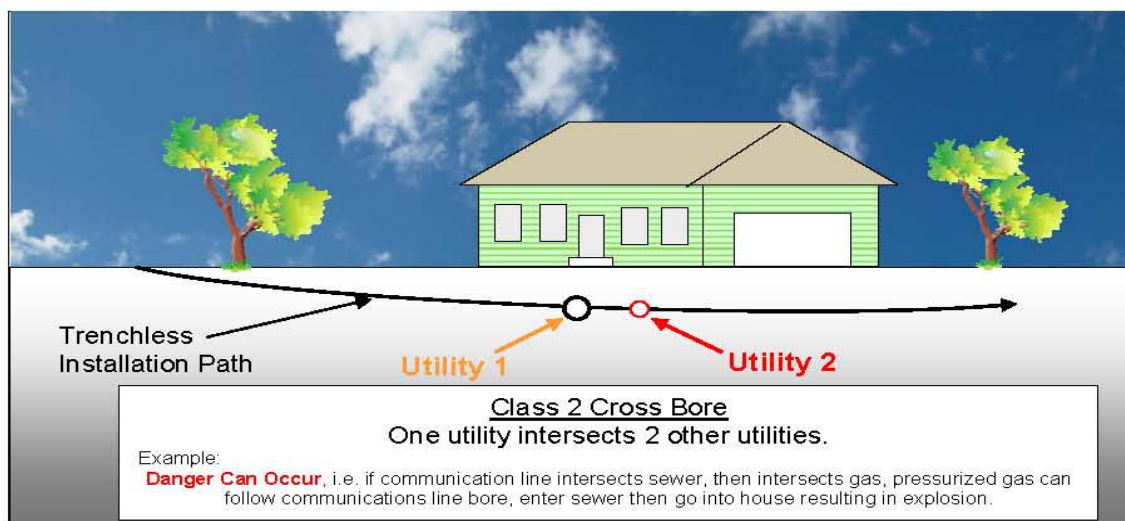 Trenchless
Installation Path
Utility 1
Utility 2
Class 2 Cross Bore
One utility intersects 2 other utilities.
Example:
Danger Can Occur, i.e. if communication line intersects sewer, then intersects gas, pressurized gas can
follow communications line bore, enter sewer then go into house resulting in explosion.